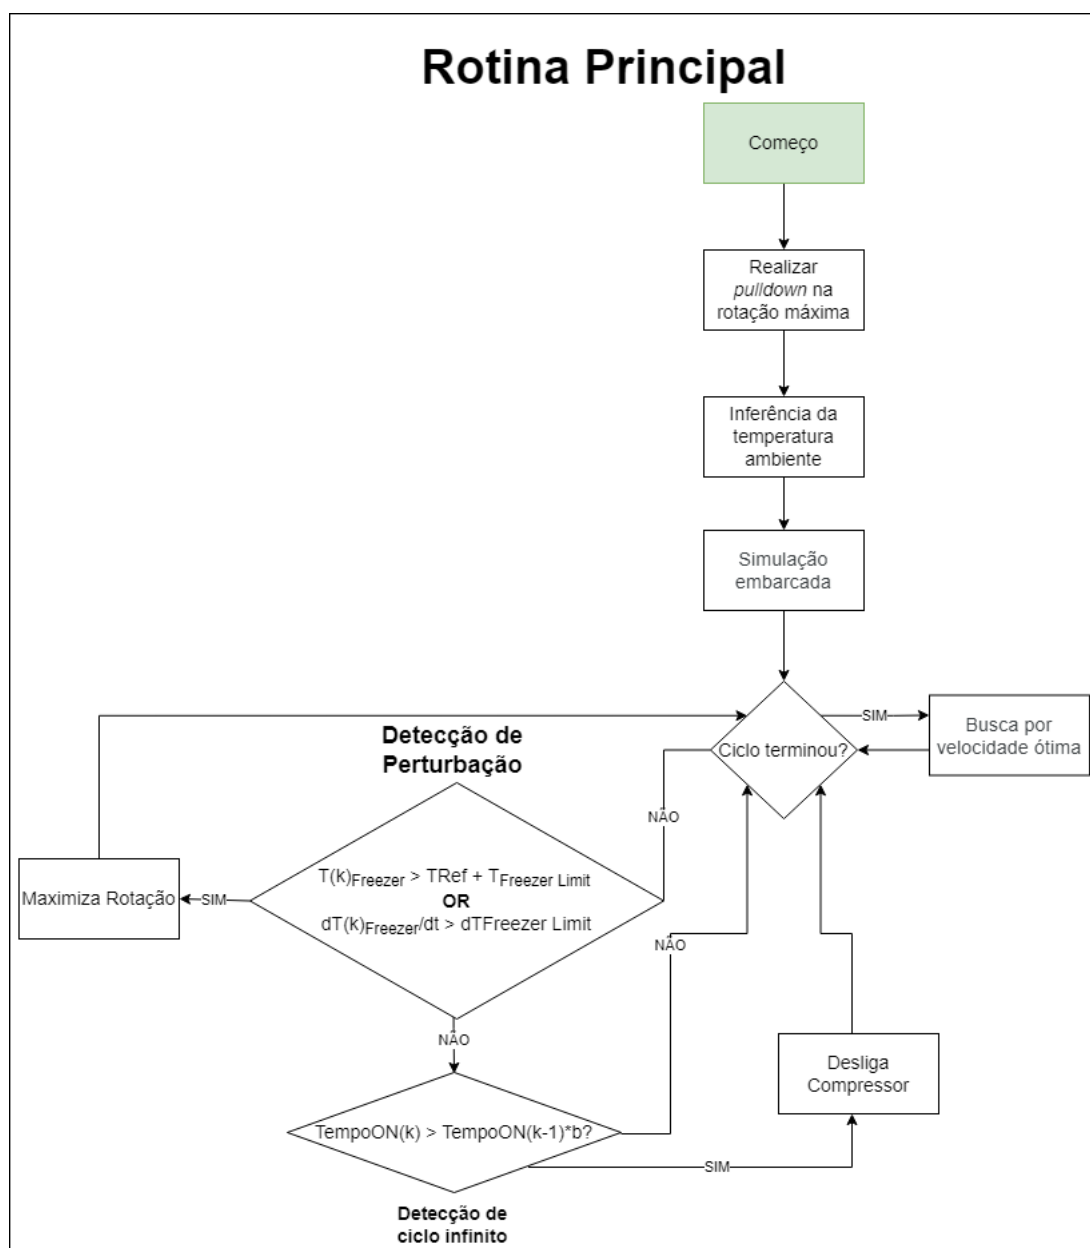 Rotina Principal
Começo
Realizar
pulldown na
rotação máxima
Inferência da
temperatura
ambiente
Simulação
embarcada
Ciclo terminou?
SIM
Busca por
velocidade ótima
NÃO
Detecção de
Perturbação
T(k)Freezer > TRef + TFreezer Limit
OR
dT(k)Freezer/dt > dTFreezer Limit
SIM
Maximiza Rotação
NÃO
TempoON(k) > TempoON(k-1)*b?
NÃO
SIM
Desliga
Compressor
Detecção de
ciclo infinito